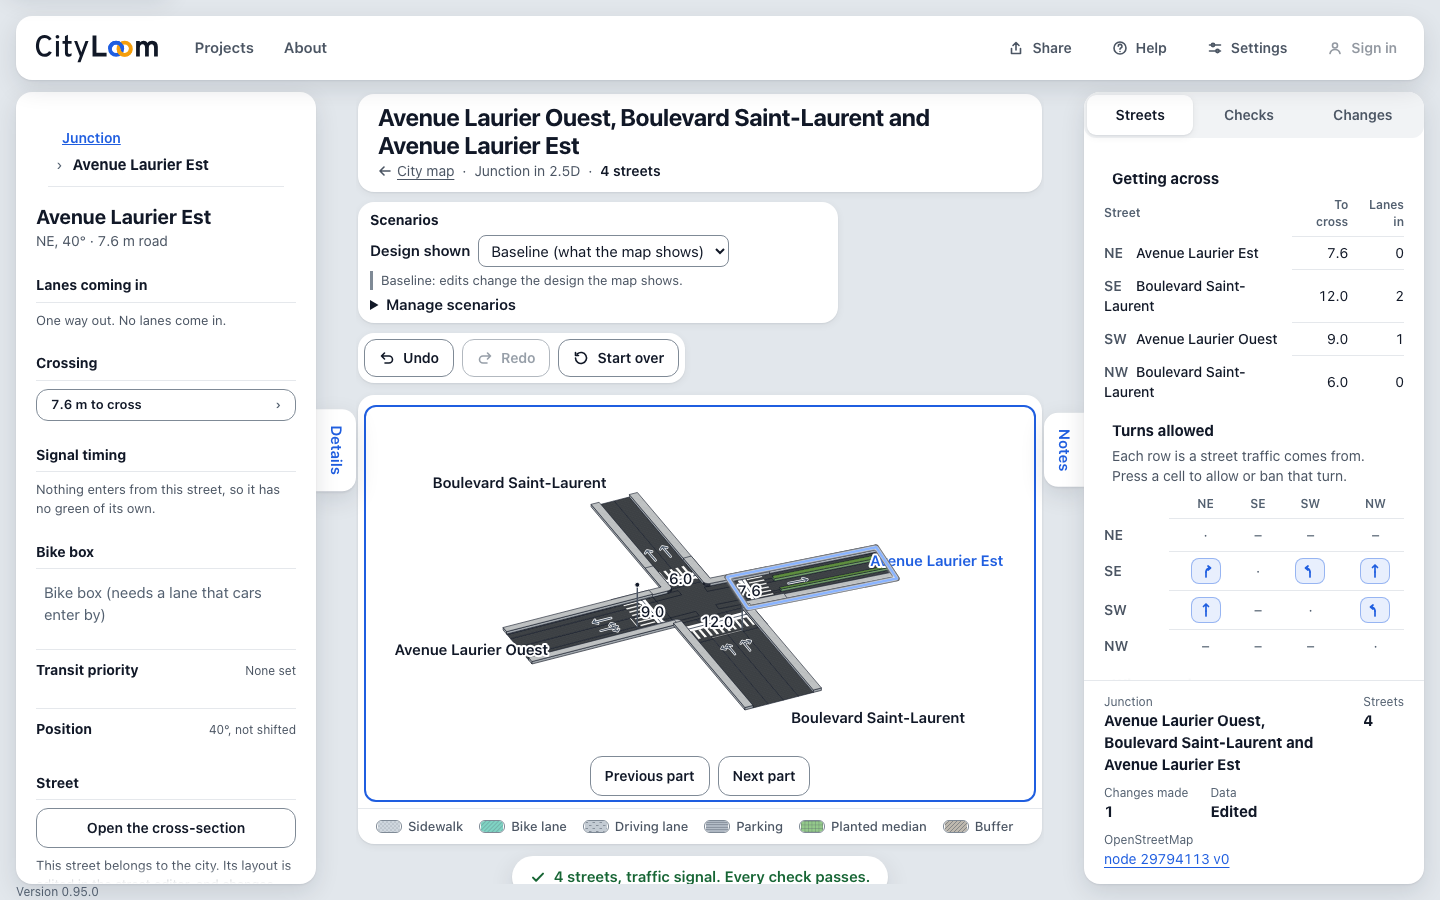 CityLoom
Projects
About
Share
Help
Settings
Sign in
Junction
› Avenue Laurier Est
Avenue Laurier Est
NE, 40° · 7.6 m road
Lanes coming in
One way out. No lanes come in.
Crossing
7.6 m to cross ›
Signal timing
Nothing enters from this street, so it has
no green of its own.
Bike box
Bike box (needs a lane that cars
enter by)
Transit priority None set
Position 40°, not shifted
Street
Open the cross-section
This street belongs to the city. Its layout is
Version 0.95.0
Details
Avenue Laurier Ouest, Boulevard Saint-Laurent and
Avenue Laurier Est
← City map · Junction in 2.5D · 4 streets
Scenarios
Design shown Baseline (what the map shows)
Baseline: edits change the design the map shows.
Manage scenarios
Undo
Redo
Start over
Boulevard Saint-Laurent
Avenue Laurier Est
6.0
7.6
9.0
12.0
Avenue Laurier Ouest
Boulevard Saint-Laurent
Previous part
Next part
Sidewalk
Bike lane
Driving lane
Parking
Planted median
Buffer
4 streets, traffic signal. Every check passes.
Notes
Streets
Checks
Changes
Getting across
Street To cross Lanes in
NE Avenue Laurier Est 7.6 0
SE Boulevard Saint-
Laurent 12.0 2
SW Avenue Laurier Ouest 9.0 1
NW Boulevard Saint-
Laurent 6.0 0
Turns allowed
Each row is a street traffic comes from.
Press a cell to allow or ban that turn.
NE SE SW NW
NE · – – –
SE ·
SW – ·
NW – – – ·
Junction
Avenue Laurier Ouest,
Boulevard Saint-Laurent and
Avenue Laurier Est
Streets
4
Changes made
1
Data
Edited
OpenStreetMap
node 29794113 v0